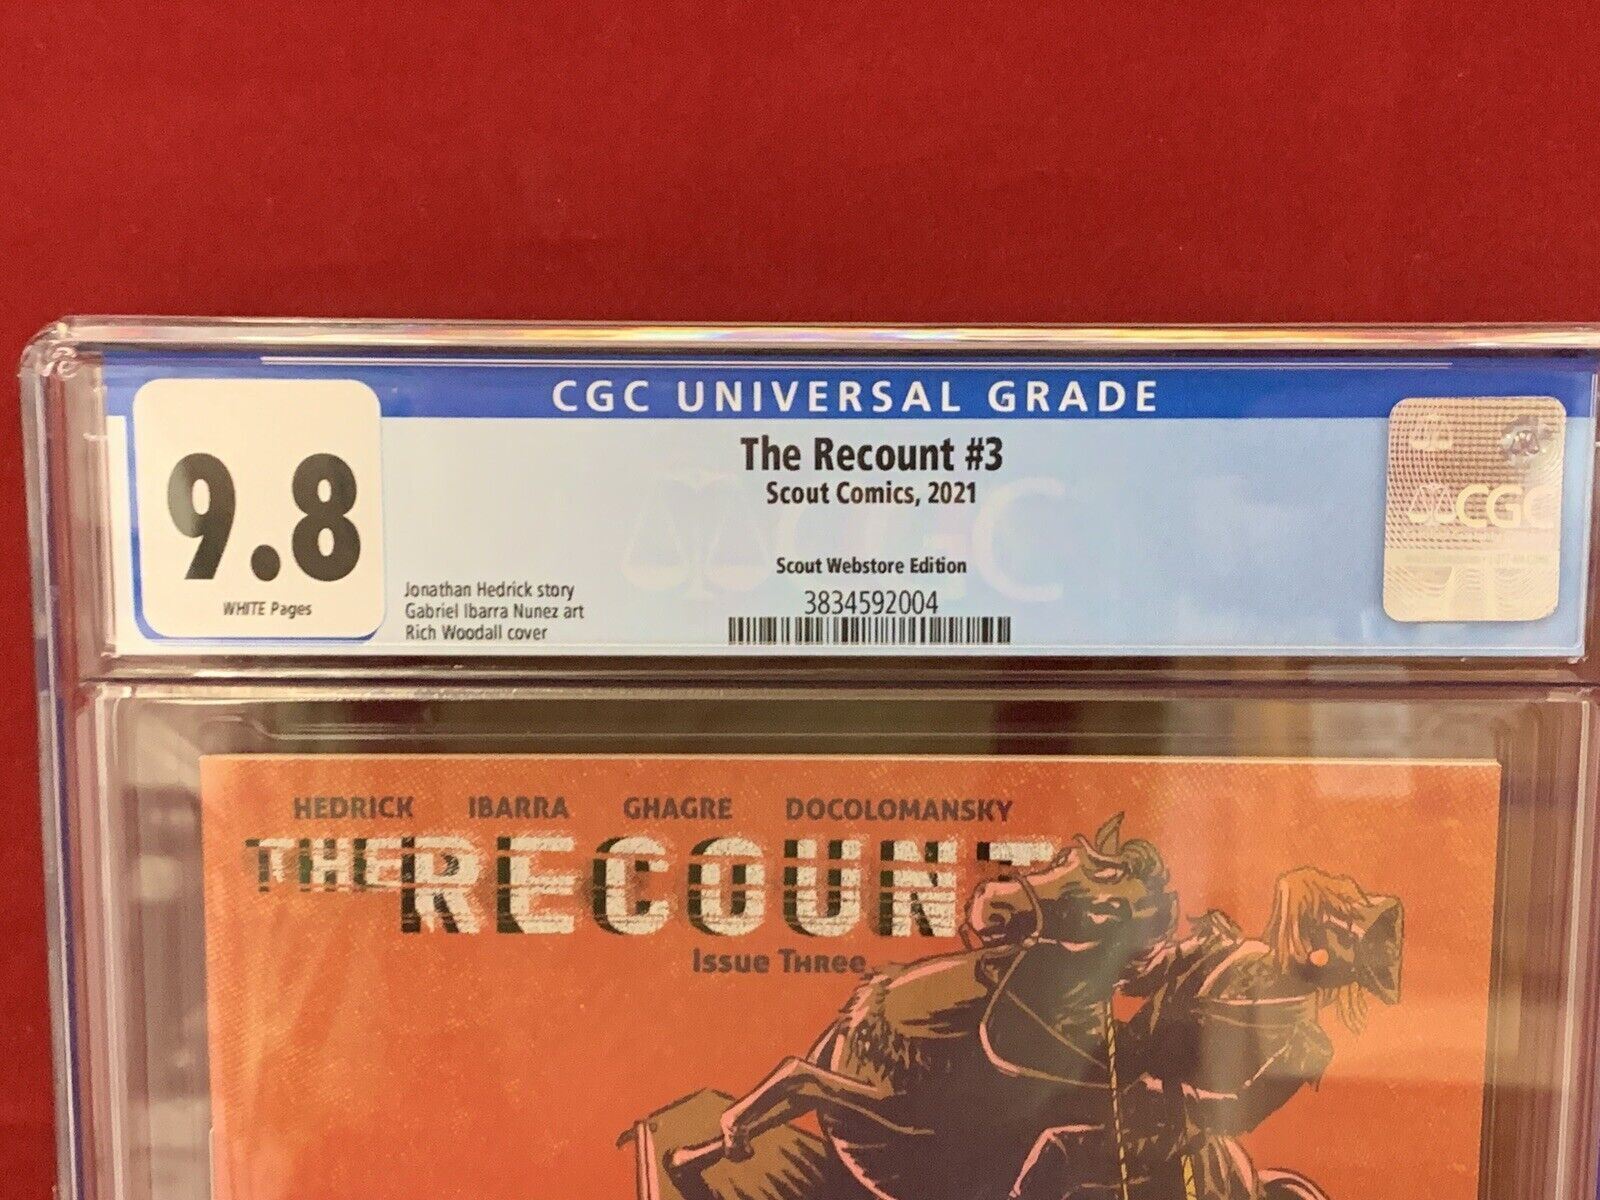 CGC UNIVERSAL GRADE
9.8
WHITE Pages
The Recount #3
Scout Comics, 2021
Scout Webstore Edition
3834592004
Jonathan Hedrick story
Gabriel Ibarra Nunez art
Rich Woodall cover
CGC
CGC
HEDRICK IBARRA GHAGRE DOCOLOMANSKY
THE RECOUNT
Issue Three